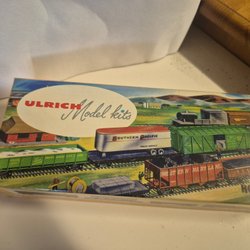 ULRICH Model kits
SOUTHERN PACIFIC